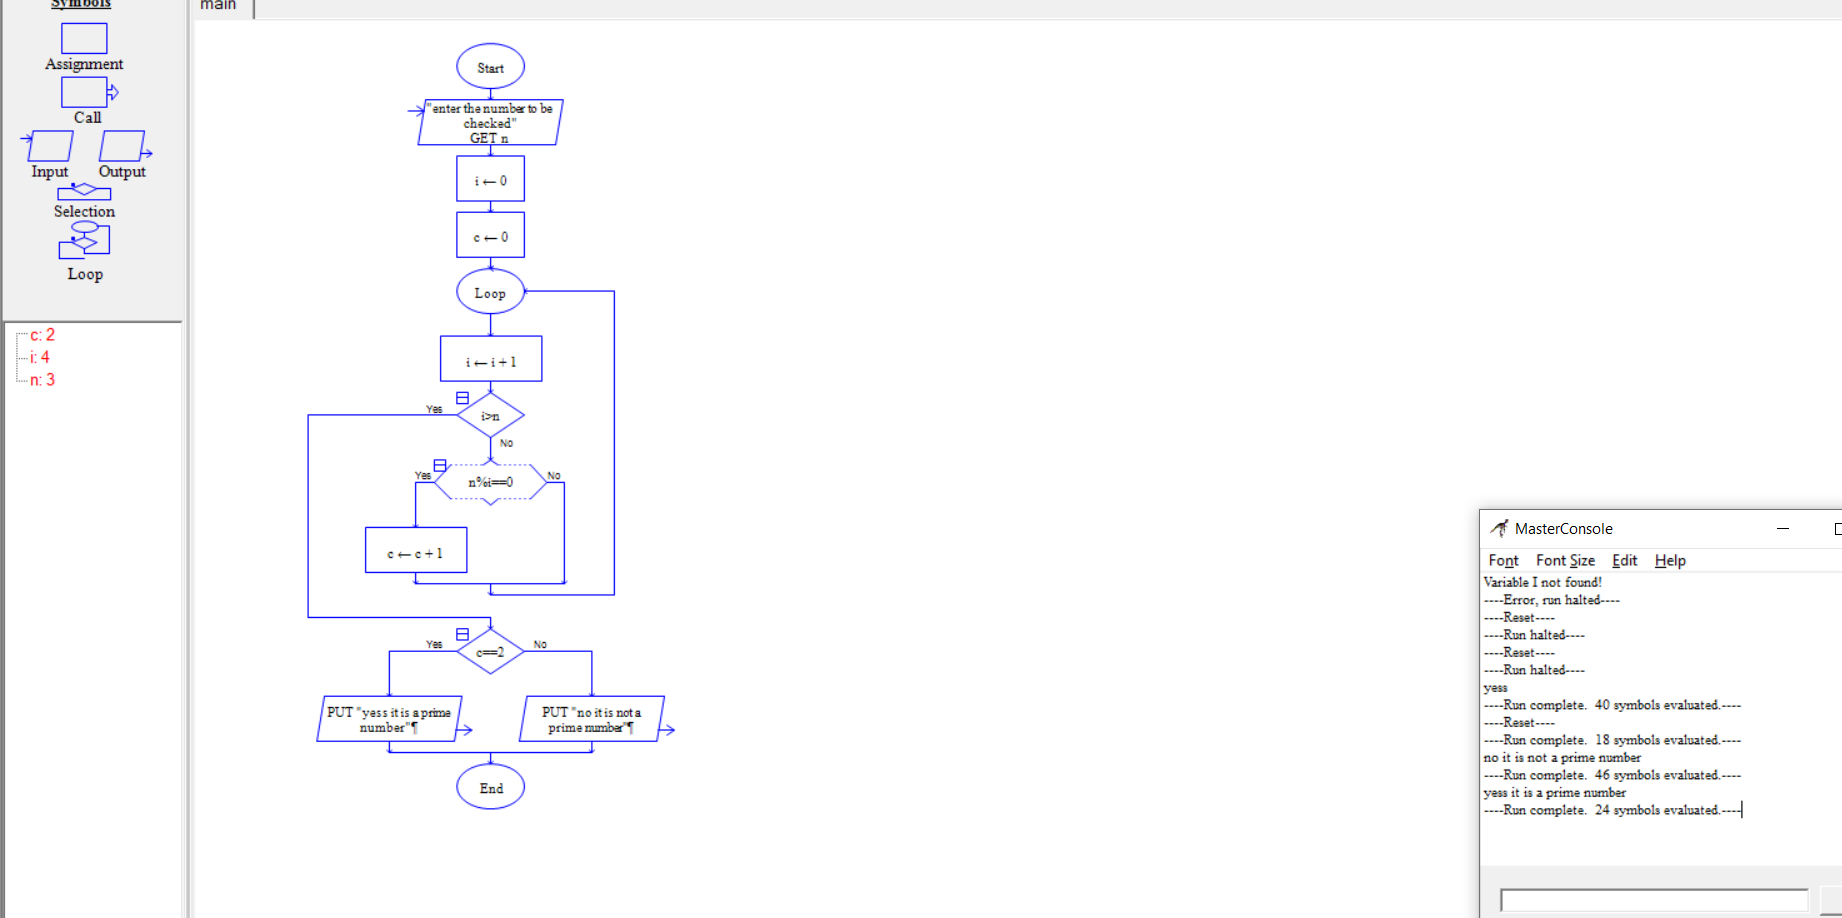 Symbols
Assignment
Call
Input
Output
Selection
Loop
c: 2
i: 4
n: 3
main
Start
"enter the number to be
checked"
GET n
i ← 0
c ← 0
Loop
i ← i + 1
Yes
i>n
No
Yes
n%i==0
No
c ← c + 1
Yes
c==2
No
PUT "yess it is a prime
number"¶
PUT "no it is not a
prime number"¶
End
MasterConsole
Font Font Size Edit Help
Variable I not found!
----Error, run halted----
----Reset----
----Run halted----
----Reset----
----Run halted----
yess
----Run complete. 40 symbols evaluated.----
----Reset----
----Run complete. 18 symbols evaluated.----
no it is not a prime number
----Run complete. 46 symbols evaluated.----
yess it is a prime number
----Run complete. 24 symbols evaluated.----